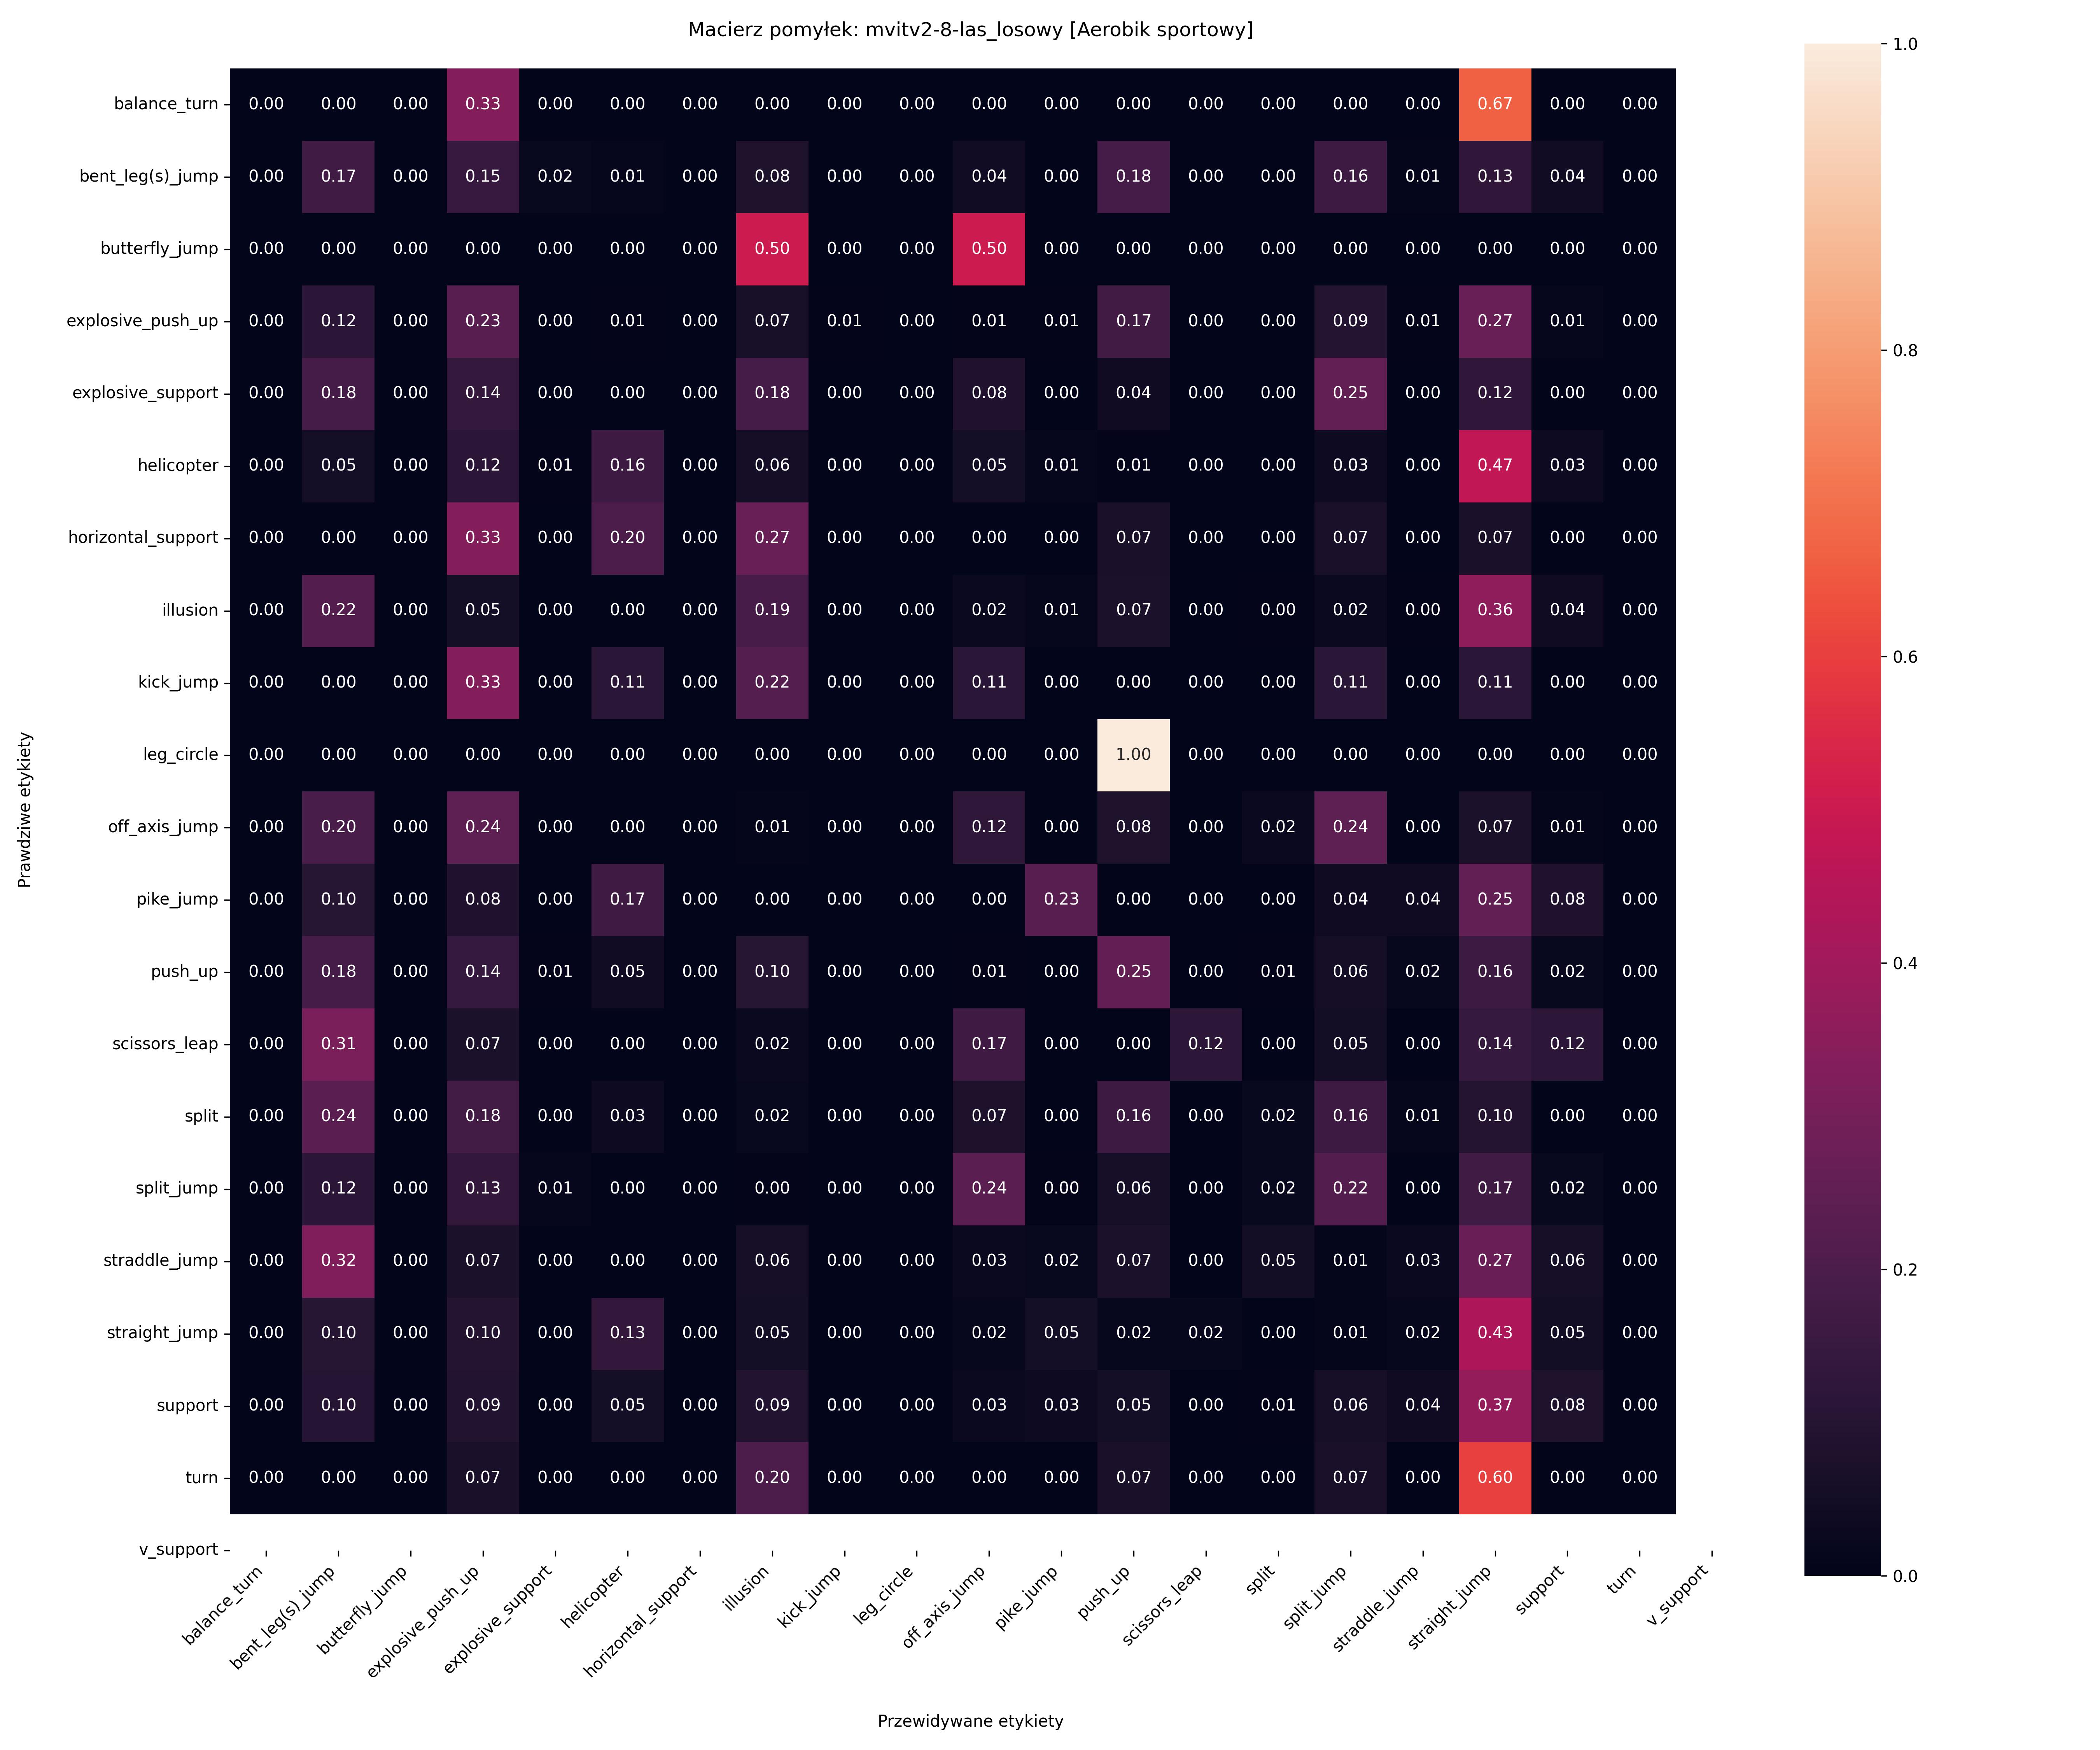 Macierz pomyłek: mvitv2-8-las_losowy [Aerobik sportowy]
balance_turn 0.00 0.00 0.00 0.33 0.00 0.00 0.00 0.00 0.00 0.00 0.00 0.00 0.00 0.00 0.00 0.00 0.00 0.67 0.00 0.00
bent_leg(s)_jump 0.00 0.17 0.00 0.15 0.02 0.01 0.00 0.08 0.00 0.00 0.04 0.00 0.18 0.00 0.00 0.16 0.01 0.13 0.04 0.00
butterfly_jump 0.00 0.00 0.00 0.00 0.00 0.00 0.00 0.50 0.00 0.00 0.50 0.00 0.00 0.00 0.00 0.00 0.00 0.00 0.00 0.00
explosive_push_up 0.00 0.12 0.00 0.23 0.00 0.01 0.00 0.07 0.01 0.00 0.01 0.01 0.17 0.00 0.00 0.09 0.01 0.27 0.01 0.00
explosive_support 0.00 0.18 0.00 0.14 0.00 0.00 0.00 0.18 0.00 0.00 0.08 0.00 0.04 0.00 0.00 0.25 0.00 0.12 0.00 0.00
helicopter 0.00 0.05 0.00 0.12 0.01 0.16 0.00 0.06 0.00 0.00 0.05 0.01 0.01 0.00 0.00 0.03 0.00 0.47 0.03 0.00
horizontal_support 0.00 0.00 0.00 0.33 0.00 0.20 0.00 0.27 0.00 0.00 0.00 0.00 0.07 0.00 0.00 0.07 0.00 0.07 0.00 0.00
illusion 0.00 0.22 0.00 0.05 0.00 0.00 0.00 0.19 0.00 0.00 0.02 0.01 0.07 0.00 0.00 0.02 0.00 0.36 0.04 0.00
kick_jump 0.00 0.00 0.00 0.33 0.00 0.11 0.00 0.22 0.00 0.00 0.11 0.00 0.00 0.00 0.00 0.11 0.00 0.11 0.00 0.00
leg_circle 0.00 0.00 0.00 0.00 0.00 0.00 0.00 0.00 0.00 0.00 0.00 0.00 1.00 0.00 0.00 0.00 0.00 0.00 0.00 0.00
off_axis_jump 0.00 0.20 0.00 0.24 0.00 0.00 0.00 0.01 0.00 0.00 0.12 0.00 0.08 0.00 0.02 0.24 0.00 0.07 0.01 0.00
pike_jump 0.00 0.10 0.00 0.08 0.00 0.17 0.00 0.00 0.00 0.00 0.00 0.23 0.00 0.00 0.00 0.04 0.04 0.25 0.08 0.00
push_up 0.00 0.18 0.00 0.14 0.01 0.05 0.00 0.10 0.00 0.00 0.01 0.00 0.25 0.00 0.01 0.06 0.02 0.16 0.02 0.00
scissors_leap 0.00 0.31 0.00 0.07 0.00 0.00 0.00 0.02 0.00 0.00 0.17 0.00 0.00 0.12 0.00 0.05 0.00 0.14 0.12 0.00
split 0.00 0.24 0.00 0.18 0.00 0.03 0.00 0.02 0.00 0.00 0.07 0.00 0.16 0.00 0.02 0.16 0.01 0.10 0.00 0.00
split_jump 0.00 0.12 0.00 0.13 0.01 0.00 0.00 0.00 0.00 0.00 0.24 0.00 0.06 0.00 0.02 0.22 0.00 0.17 0.02 0.00
straddle_jump 0.00 0.32 0.00 0.07 0.00 0.00 0.00 0.06 0.00 0.00 0.03 0.02 0.07 0.00 0.05 0.01 0.03 0.27 0.06 0.00
straight_jump 0.00 0.10 0.00 0.10 0.00 0.13 0.00 0.05 0.00 0.00 0.02 0.05 0.02 0.02 0.00 0.01 0.02 0.43 0.05 0.00
support 0.00 0.10 0.00 0.09 0.00 0.05 0.00 0.09 0.00 0.00 0.03 0.03 0.05 0.00 0.01 0.06 0.04 0.37 0.08 0.00
turn 0.00 0.00 0.00 0.07 0.00 0.00 0.00 0.20 0.00 0.00 0.00 0.00 0.07 0.00 0.00 0.07 0.00 0.60 0.00 0.00
v_support
balance_turn bent_leg(s)_jump butterfly_jump explosive_push_up explosive_support helicopter horizontal_support illusion kick_jump leg_circle off_axis_jump pike_jump push_up scissors_leap split split_jump straddle_jump straight_jump support turn v_support
Przewidywane etykiety
Prawdziwe etykiety
1.0
0.8
0.6
0.4
0.2
0.0